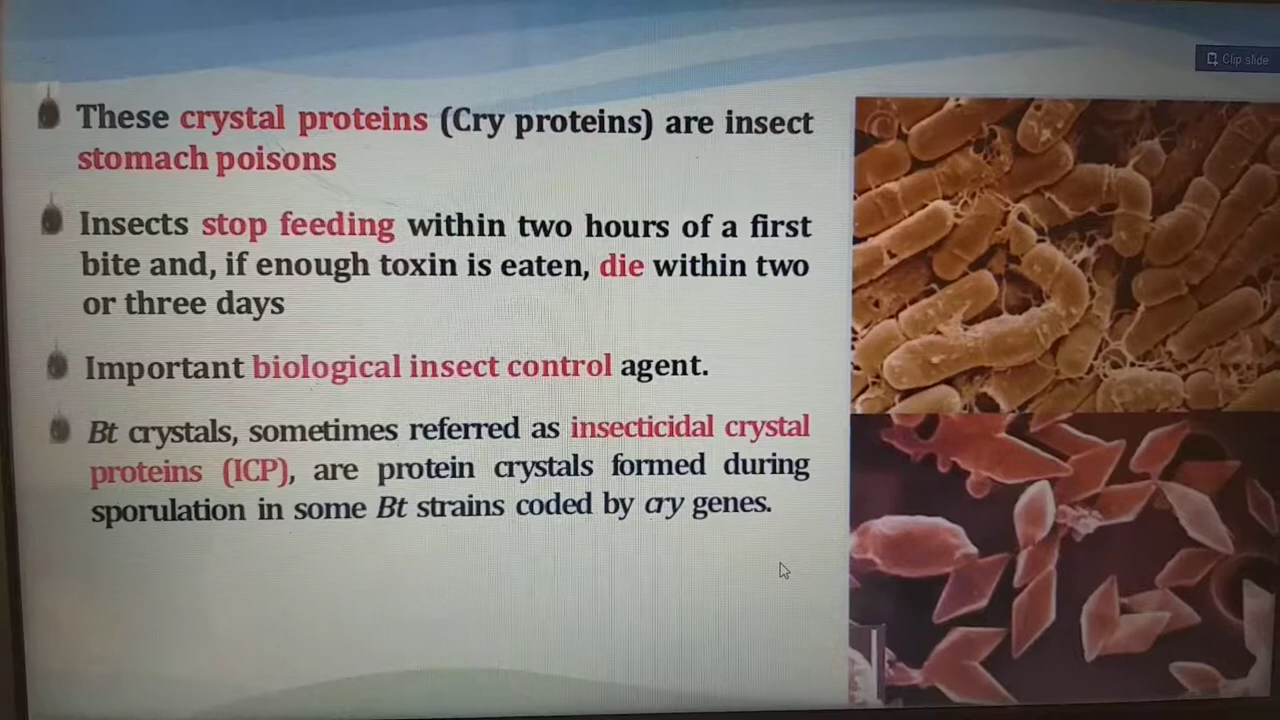 Clip slide
These crystal proteins (Cry proteins) are insect
stomach poisons
Insects stop feeding within two hours of a first
bite and, if enough toxin is eaten, die within two
or three days
Important biological insect control agent.
Bt crystals, sometimes referred as insecticidal crystal
proteins (ICP), are protein crystals formed during
sporulation in some Bt strains coded by cry genes.